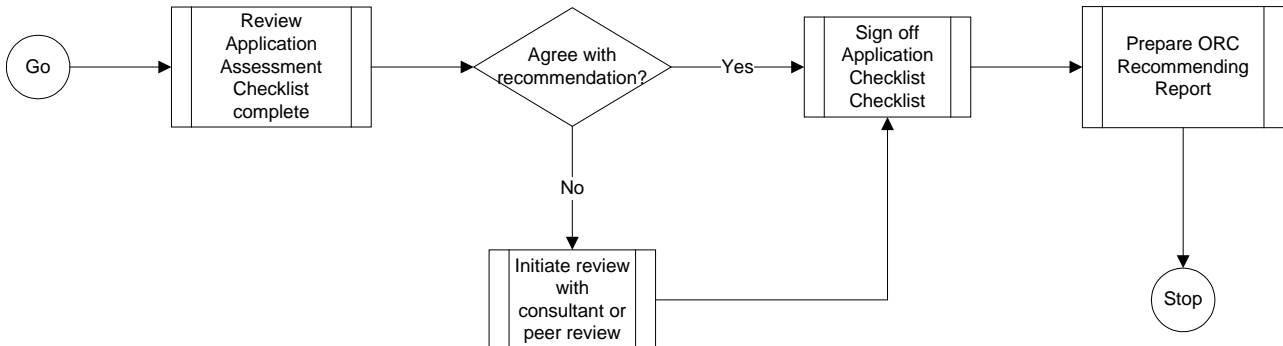 Go
Review
Application
Assessment
Checklist
complete
Agree with
recommendation?
Yes
Sign off
Application
Checklist
Checklist
Prepare ORC
Recommending
Report
No
Initiate review
with
consultant or
peer review
Stop